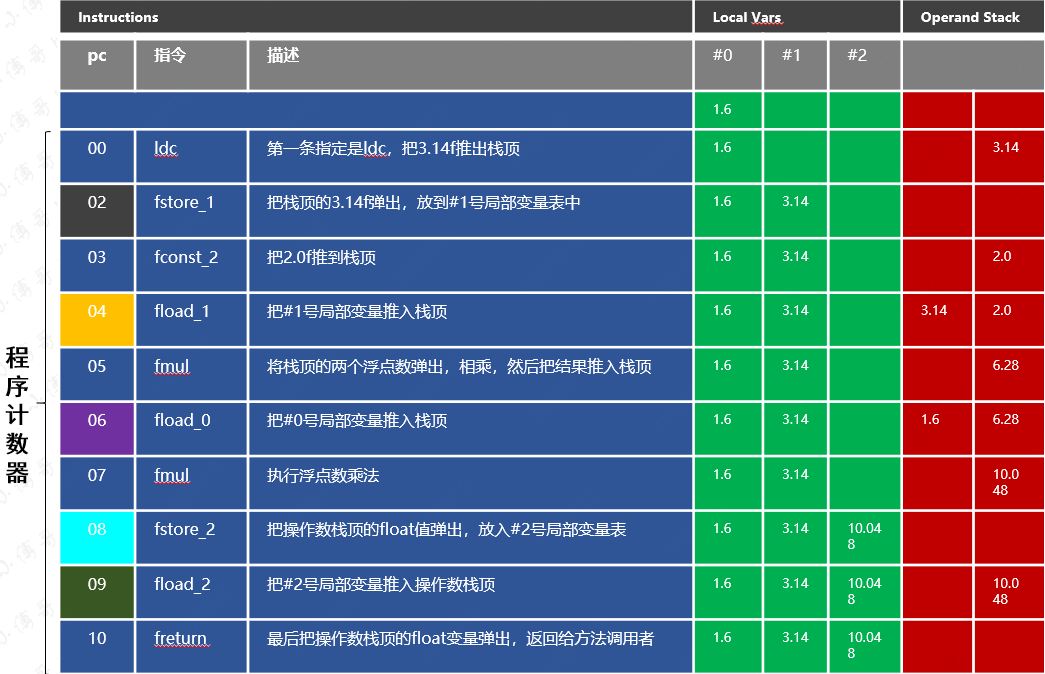 Instructions Local Vars Operand Stack
pc 指令 描述 #0 #1 #2
1.6
00 ldc 第一条指定是ldc，把3.14f推出栈顶 1.6 3.14
02 fstore_1 把栈顶的3.14f弹出，放到#1号局部变量表中 1.6 3.14
03 fconst_2 把2.0f推到栈顶 1.6 3.14 2.0
04 fload_1 把#1号局部变量推入栈顶 1.6 3.14 3.14 2.0
05 fmul 将栈顶的两个浮点数弹出，相乘，然后把结果推入栈顶 1.6 3.14 6.28
06 fload_0 把#0号局部变量推入栈顶 1.6 3.14 1.6 6.28
07 fmul 执行浮点数乘法 1.6 3.14 10.0
48
08 fstore_2 把操作数栈顶的float值弹出，放入#2号局部变量表 1.6 3.14 10.04
8
09 fload_2 把#2号局部变量推入操作数栈顶 1.6 3.14 10.04 10.0
8 48
10 freturn 最后把操作数栈顶的float变量弹出，返回给方法调用者 1.6 3.14 10.04
8
程序计数器